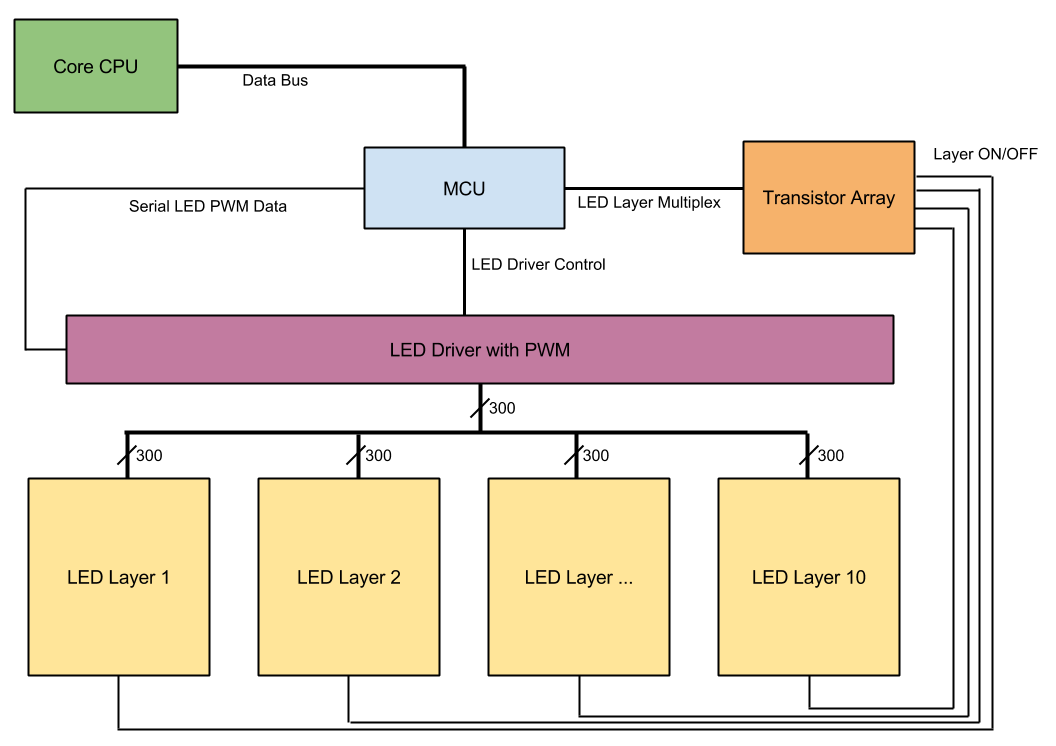 Core CPU
Data Bus
Layer ON/OFF
MCU
Transistor Array
Serial LED PWM Data
LED Layer Multiplex
LED Driver Control
LED Driver with PWM
300
300
300
300
300
LED Layer 1
LED Layer 2
LED Layer ...
LED Layer 10